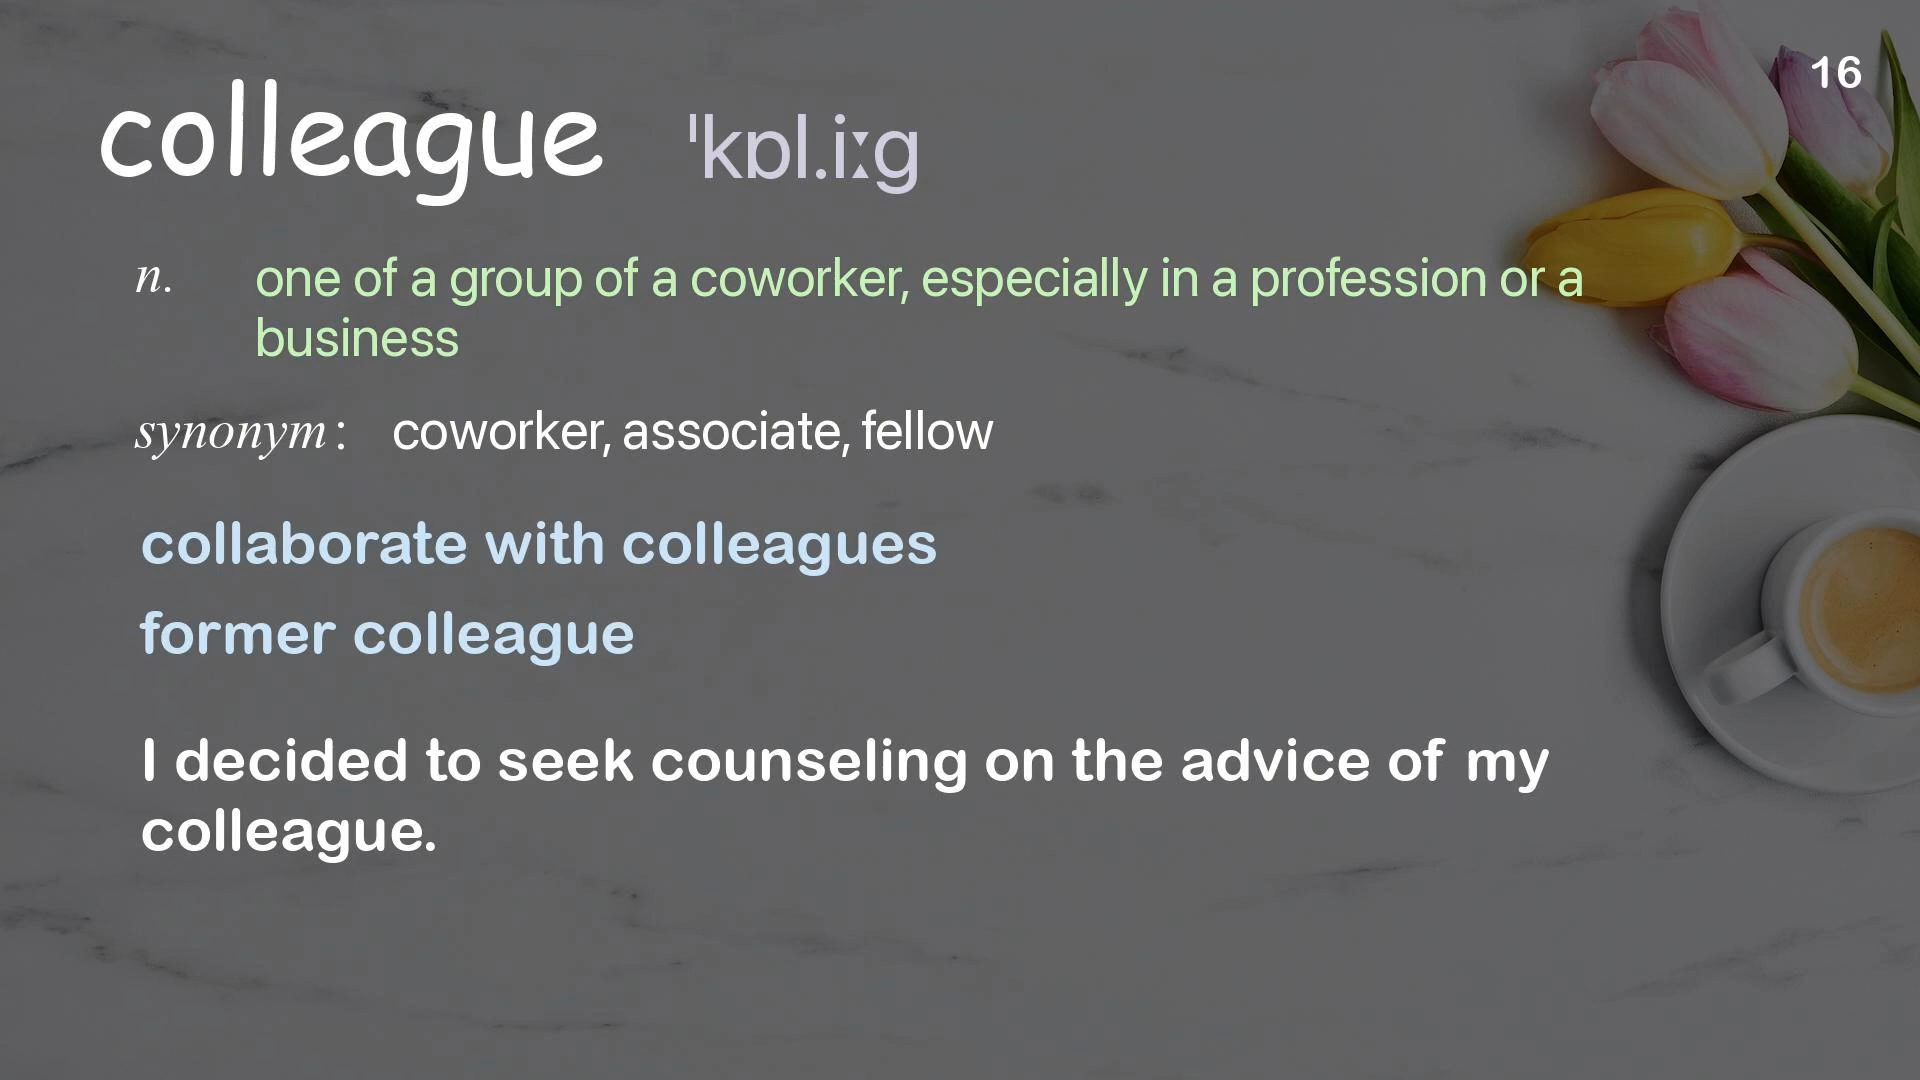 16
colleague ˈkɒl.iːg
n. one of a group of a coworker, especially in a profession or a
business
synonym: coworker, associate, fellow
collaborate with colleagues
former colleague
I decided to seek counseling on the advice of my
colleague.